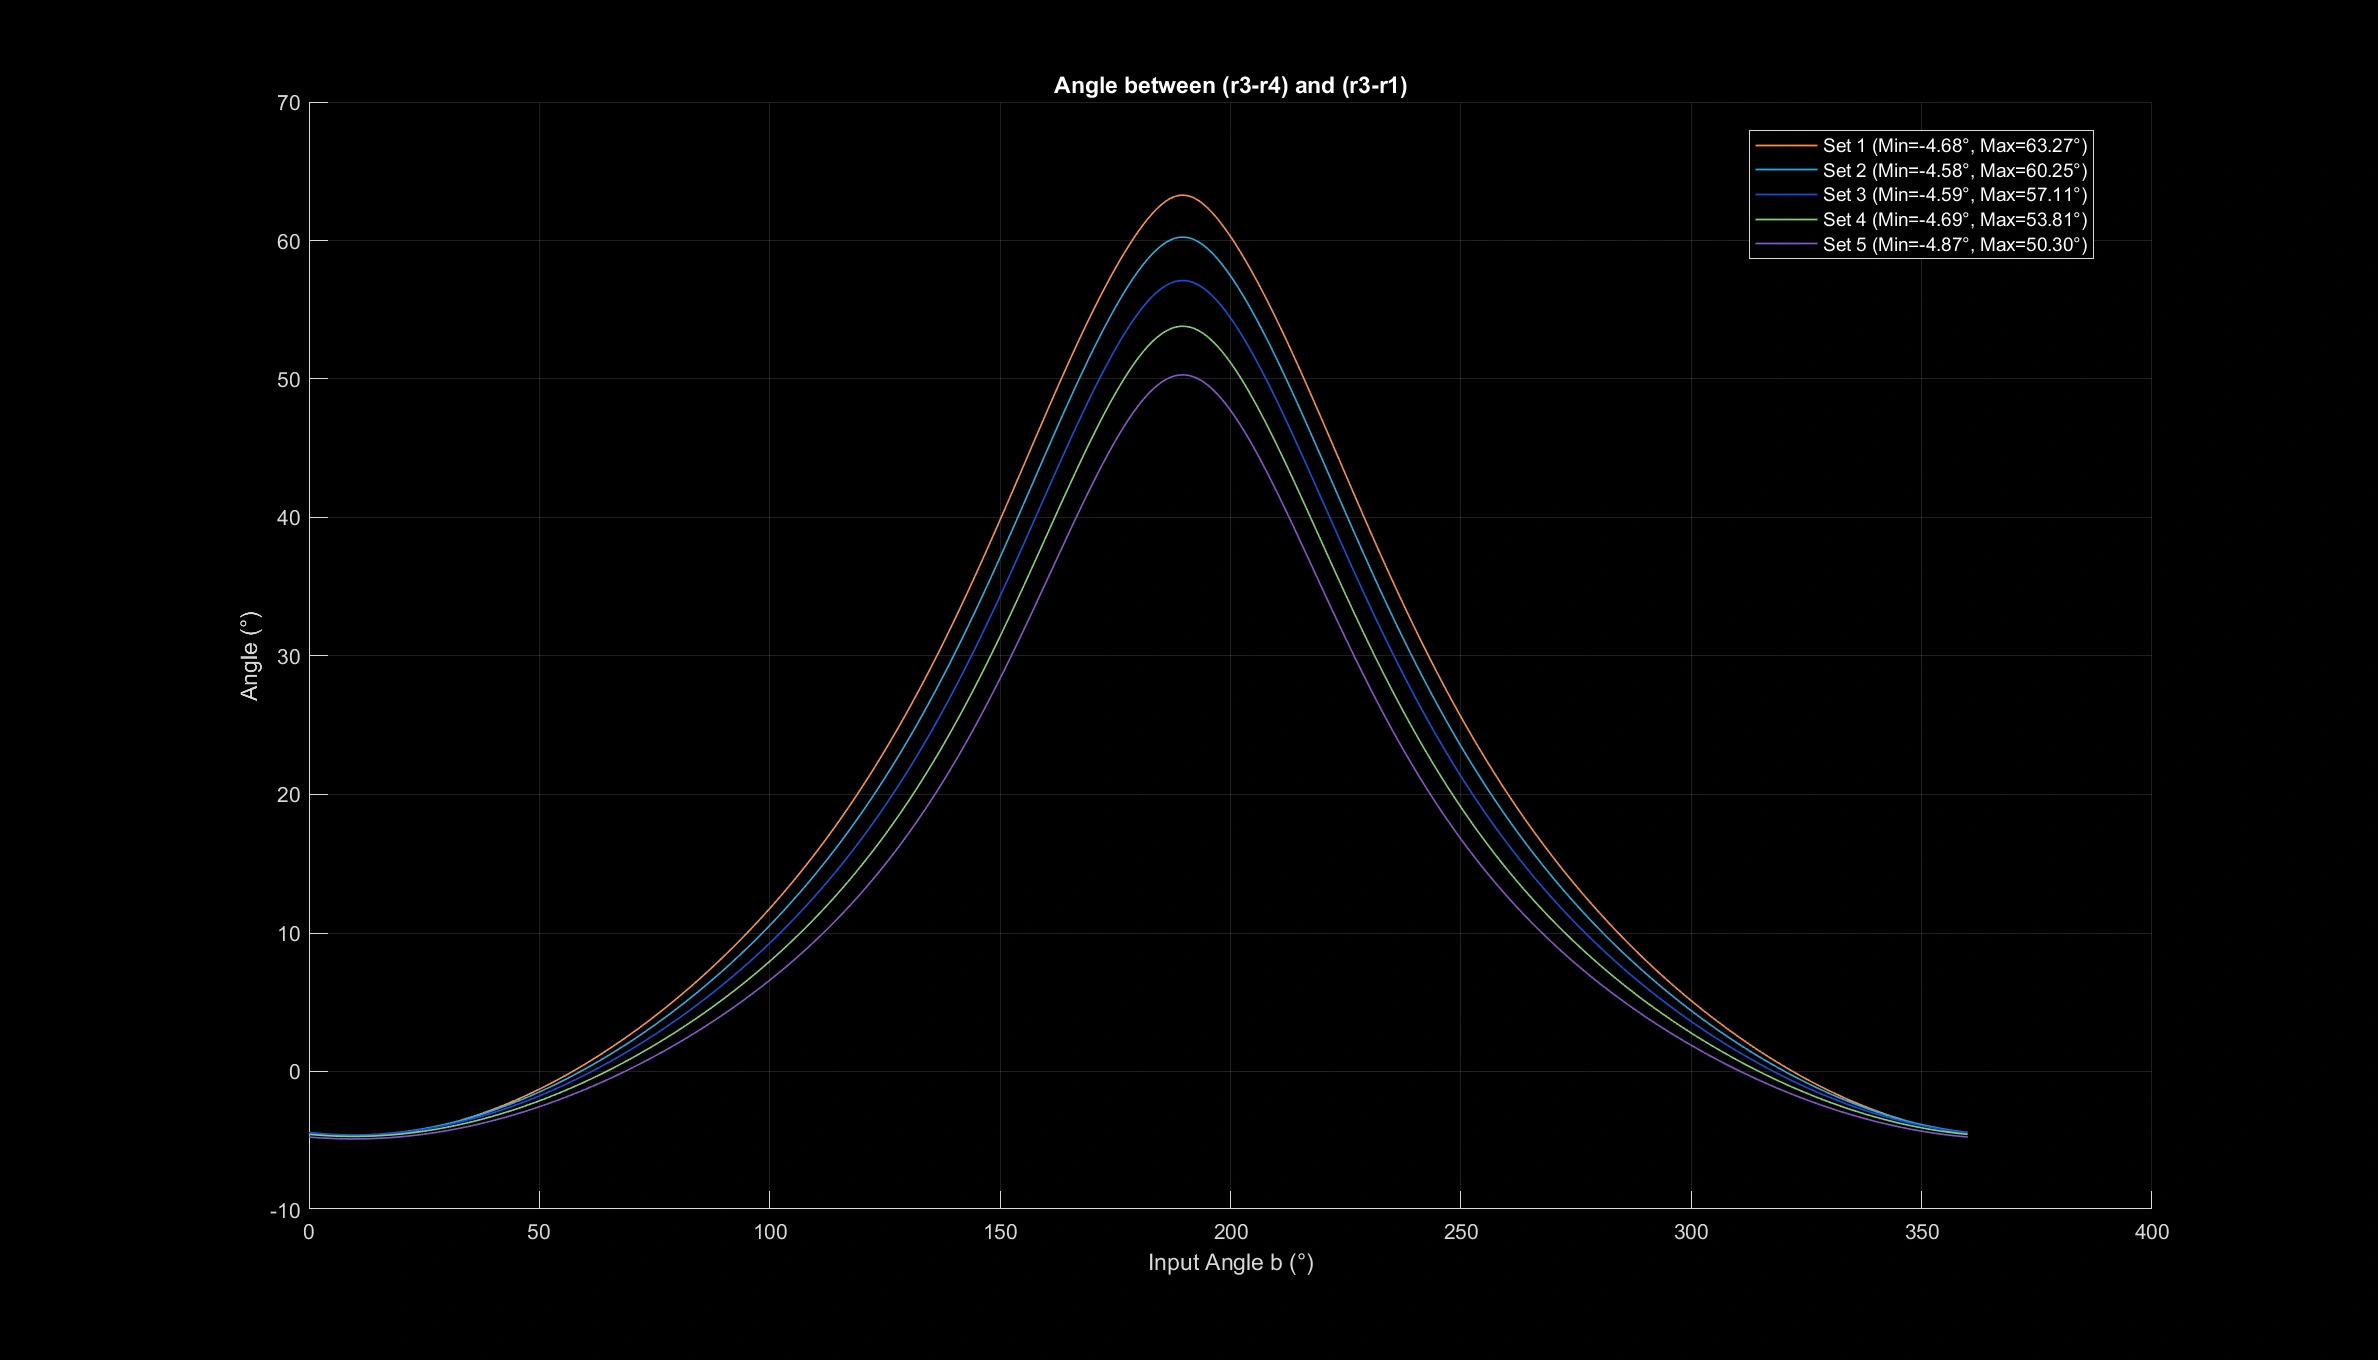 Angle between (r3-r4) and (r3-r1)
Set 1 (Min=-4.68°, Max=63.27°)
Set 2 (Min=-4.58°, Max=60.25°)
Set 3 (Min=-4.59°, Max=57.11°)
Set 4 (Min=-4.69°, Max=53.81°)
Set 5 (Min=-4.87°, Max=50.30°)
70
60
50
40
30
20
10
0
-10
Angle (°)
0 50 100 150 200 250 300 350 400
Input Angle b (°)